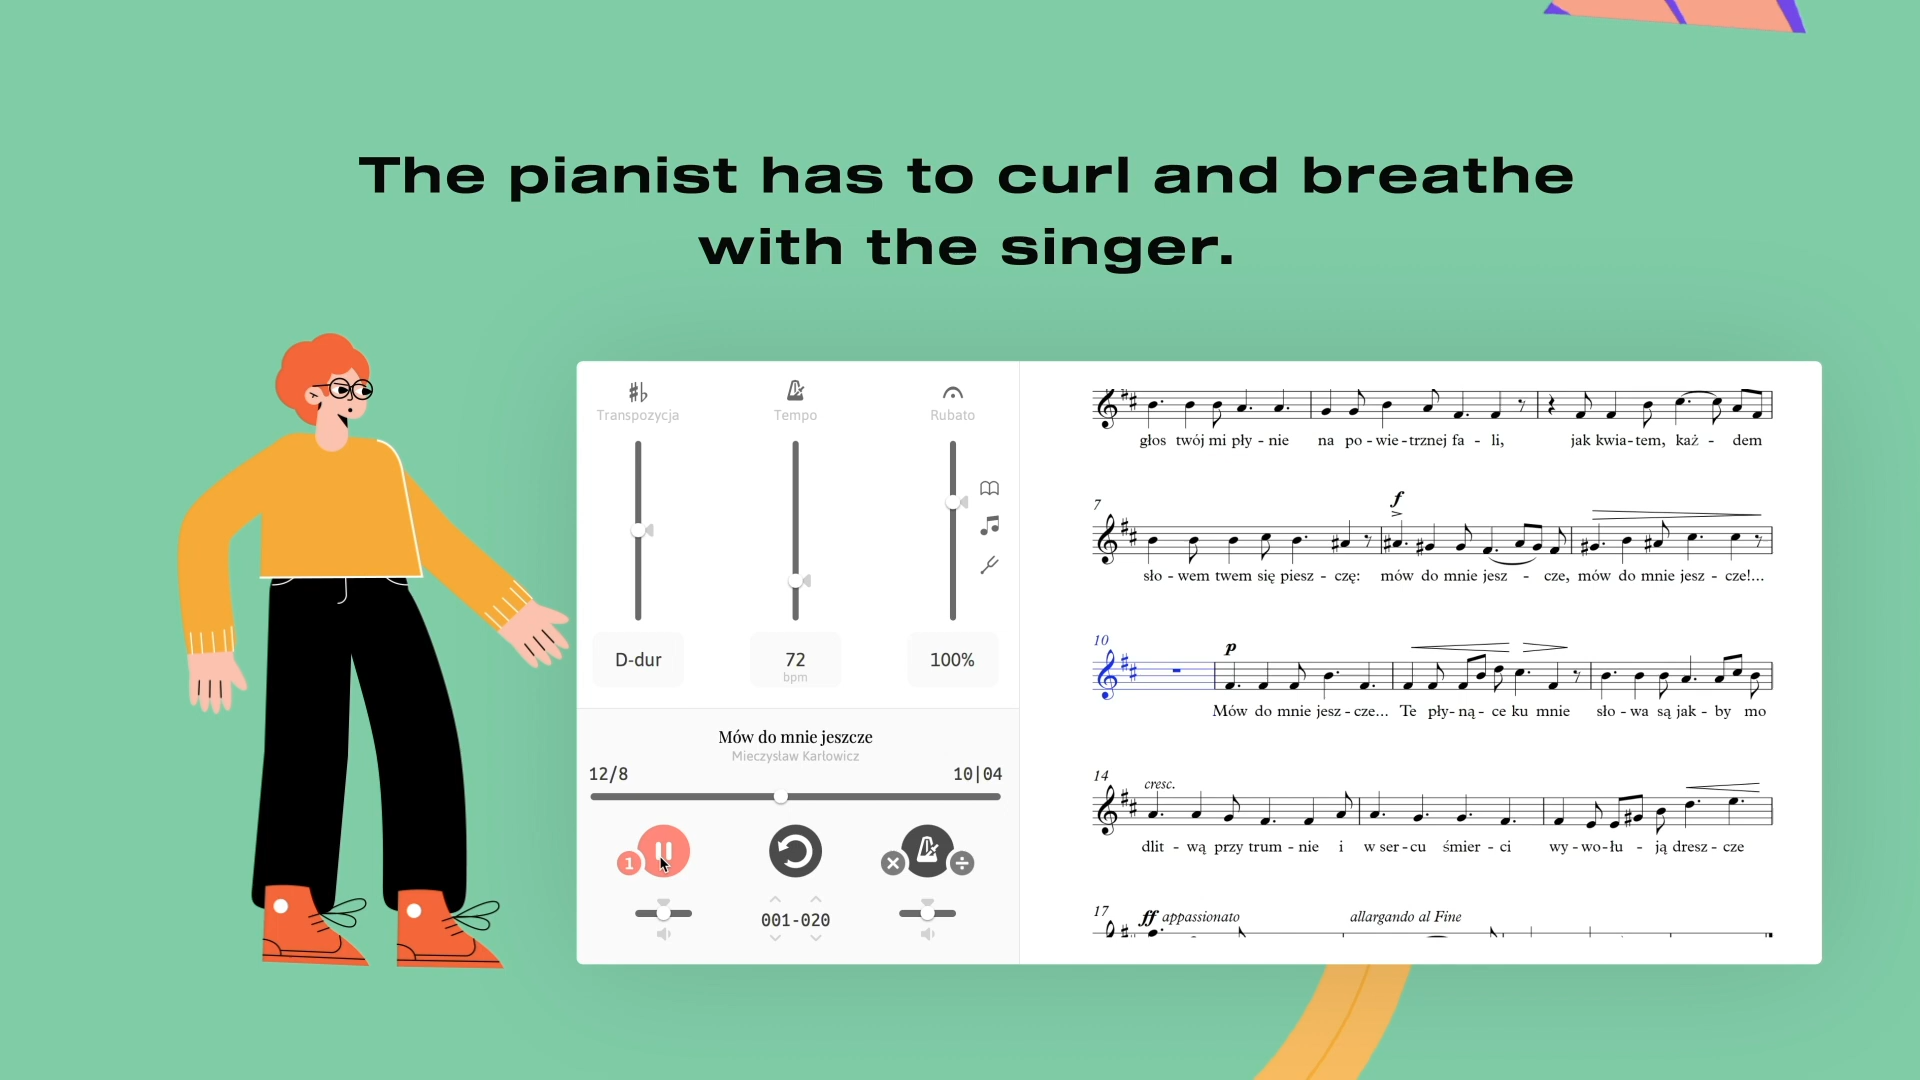 The pianist has to curl and breathe
with the singer.
Transpozycja
Tempo
Rubato
D-dur
72
bpm
100%
Mów do mnie jeszcze
Mieczysław Karłowicz
12/8
10|04
1
001-020
głos twój mi pły - nie na po - wie - trznej fa - li, jak kwia - tem, każ - dem
7
f
sło - wem twem się piesz - czę: mów do mnie jesz - cze, mów do mnie jesz - cze!...
10
p
Mów do mnie jesz - cze... Te pły - ną - ce ku mnie sło - wa są jak - by mo
14
cresc.
dlit - wą przy trum - nie i w ser - cu śmier - ci wy - wo - łu - ją dresz - cze
17
ff appassionato
allargando al Fine